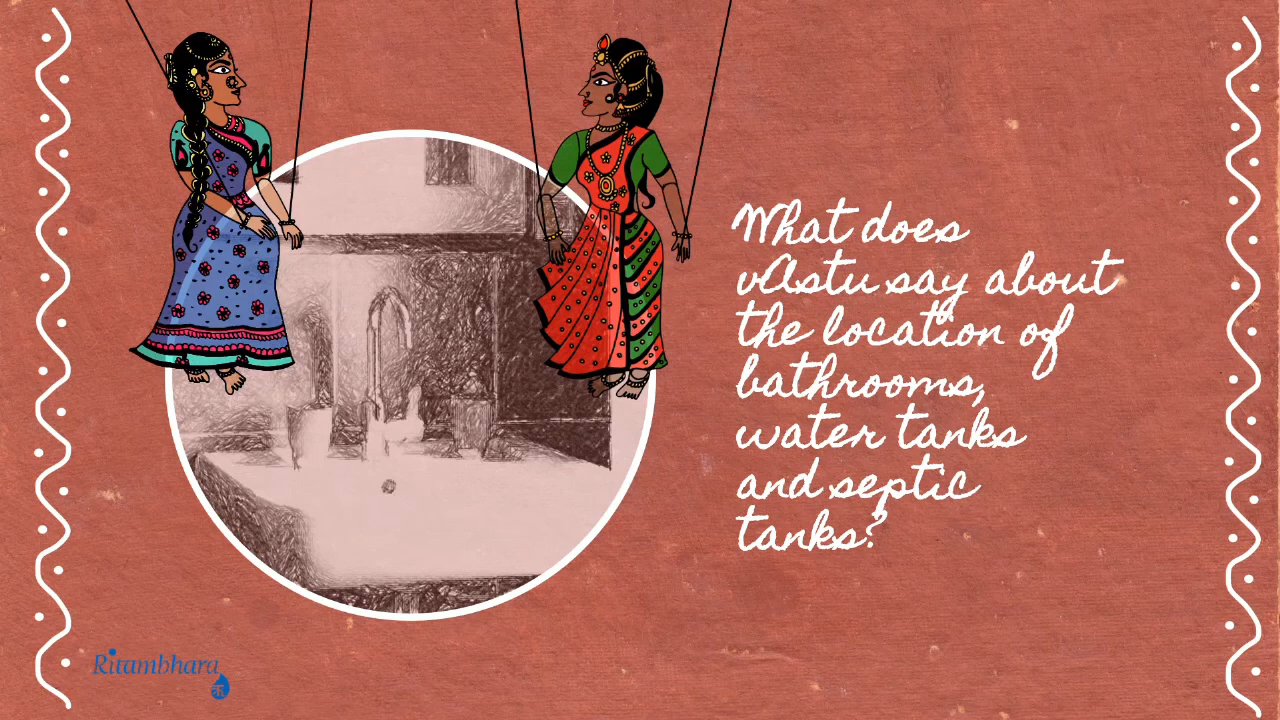 What does
vAstu say about
the location of
bathrooms,
water tanks
and septic
tanks?
Ritambhara